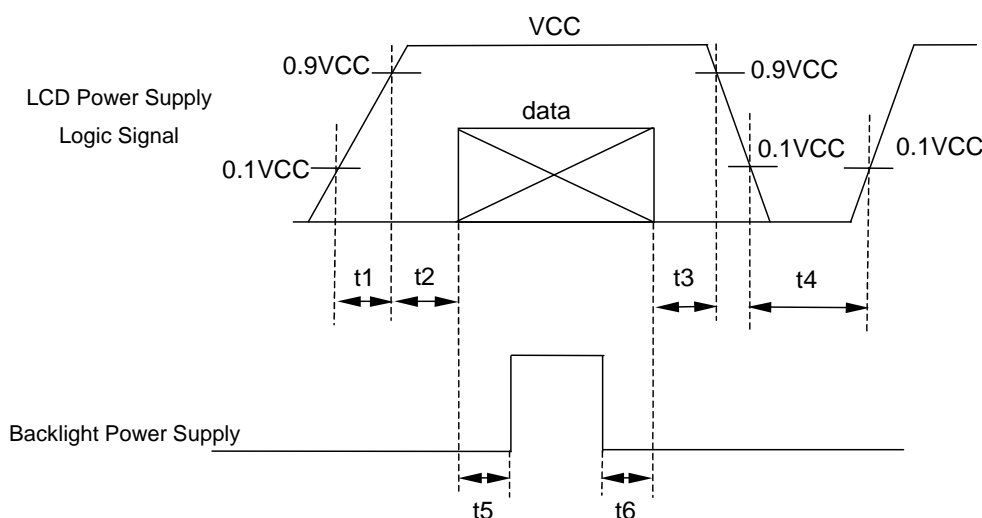 VCC
0.9VCC
0.9VCC
LCD Power Supply
Logic Signal
data
0.1VCC
0.1VCC
0.1VCC
t1
t2
t3
t4
Backlight Power Supply
t5
t6